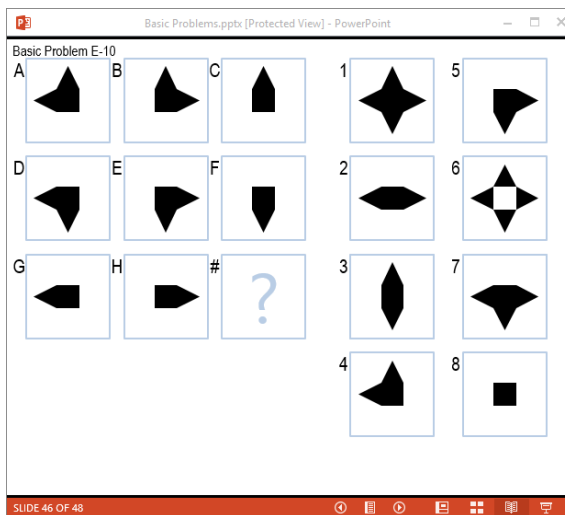 Basic Problems.pptx [Protected View] - PowerPoint
Basic Problem E-10
A B C 1 5
D E F 2 6
G H # ? 3 7
4 8
SLIDE 46 OF 48